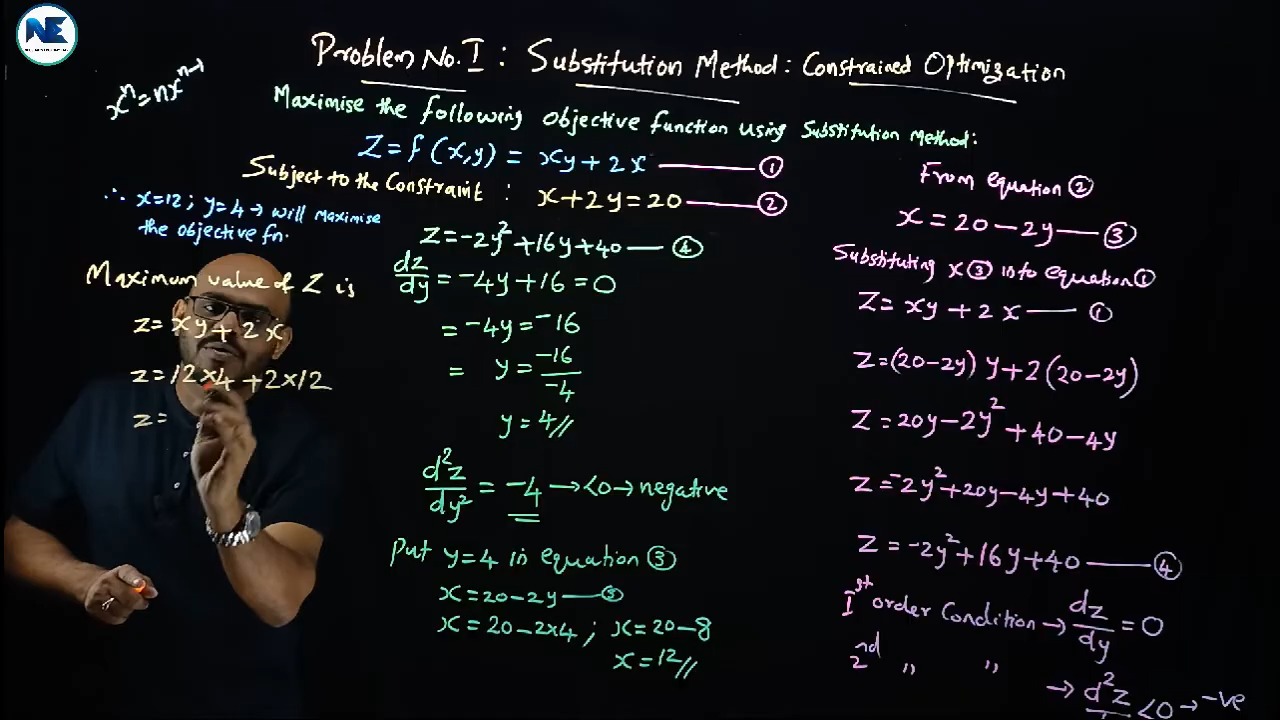 NE
Problem No. I : Substitution Method : Constrained Optimization
xⁿ = nxⁿ⁻¹
Maximise the following objective function using Substitution Method:
Z = f(x,y) = xy + 2x ——— ①
Subject to the Constraint : x + 2y = 20 ——— ②
∴ x=12; y=4 → will maximise
the objective fn.
Maximum value of Z is
z = xy + 2x
z = 12×4 + 2×12
z =
Z = -2y² + 16y + 40 — ④
dz/dy = -4y + 16 = 0
= -4y = -16
= y = -16/-4
y = 4//
d²z/dy² = -4 → <0 → negative
Put y=4 in equation ③
x = 20 - 2y — ③
x = 20 - 2×4 ; x = 20 - 8
x = 12//
From equation ②
x = 20 - 2y — ③
Substituting x ③ into equation ①
Z = xy + 2x — ①
Z = (20-2y) y + 2(20-2y)
Z = 20y - 2y² + 40 - 4y
Z = -2y² + 20y - 4y + 40
Z = -2y² + 16y + 40 — ④
1st order Condition → dz/dy = 0
2nd " "
→ d²z <0 → -ve